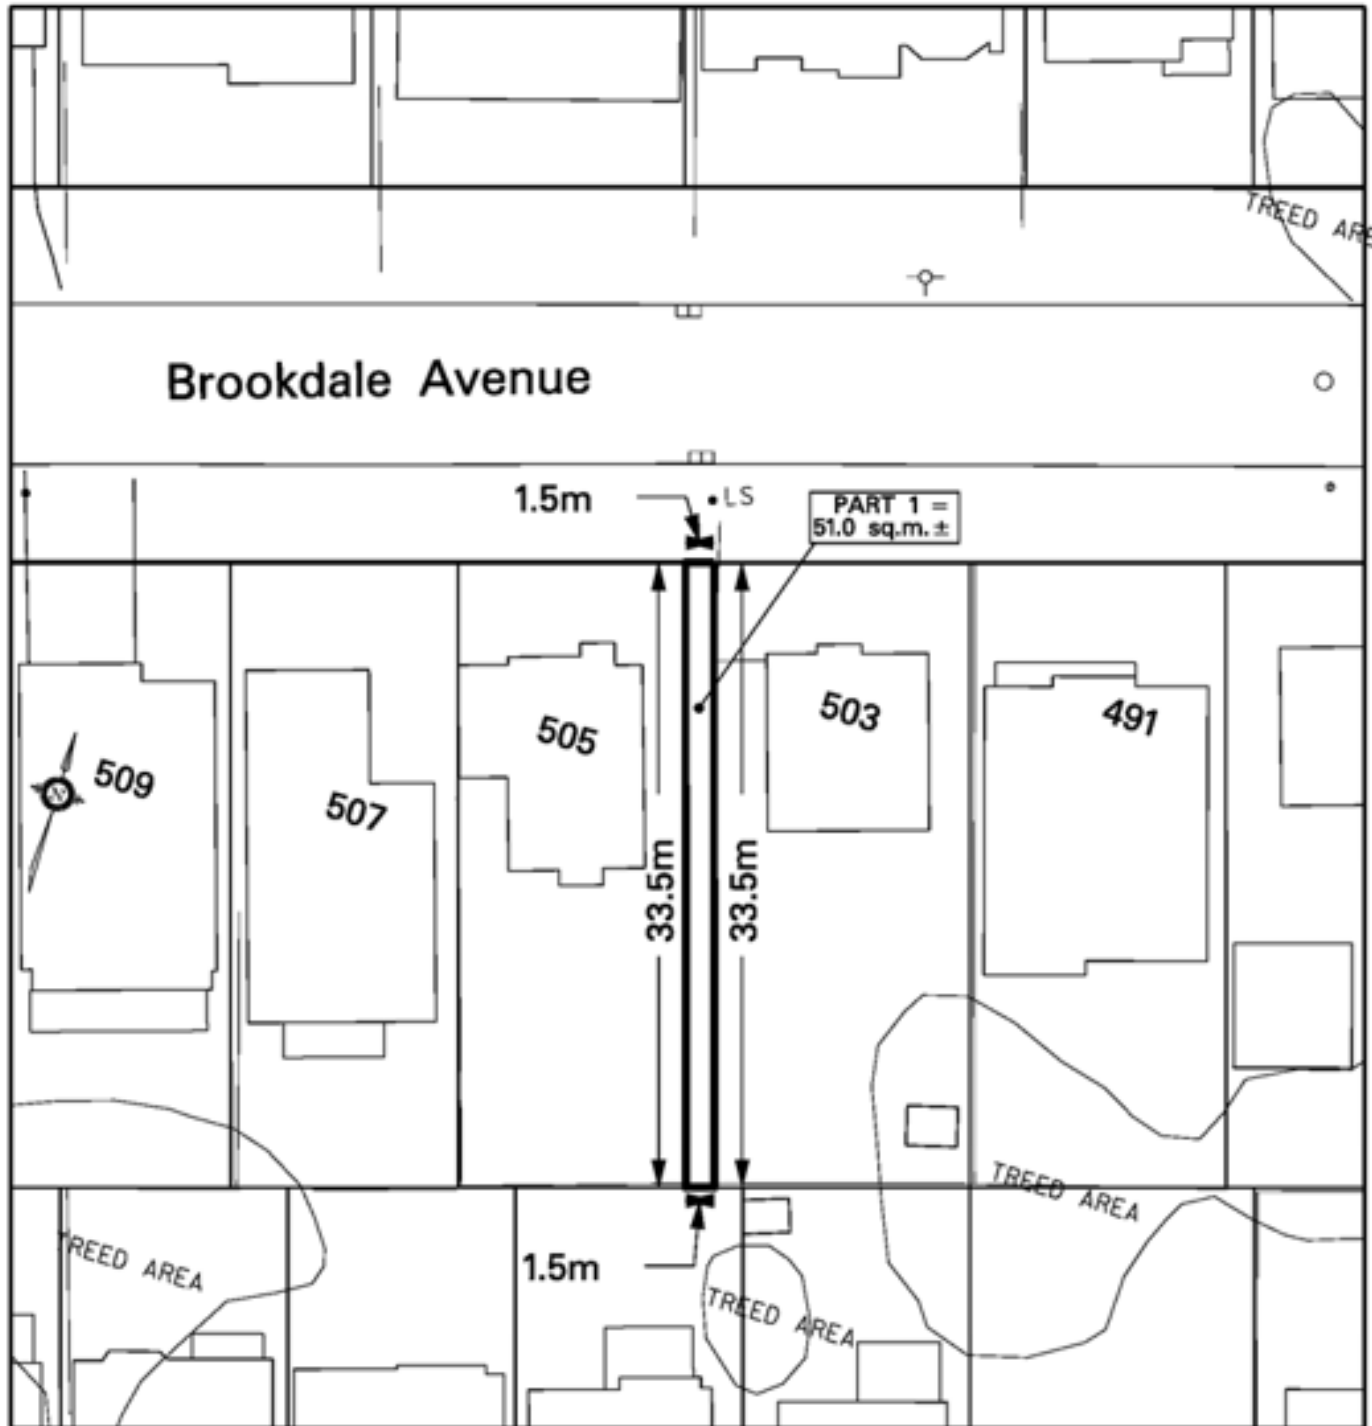 TREED ARE
Brookdale Avenue
1.5m
LS
PART 1 =
51.0 sq.m.±
503
491
505
509
N
507
33.5m
33.5m
TREED AREA
TREED AREA
1.5m
TREED AREA